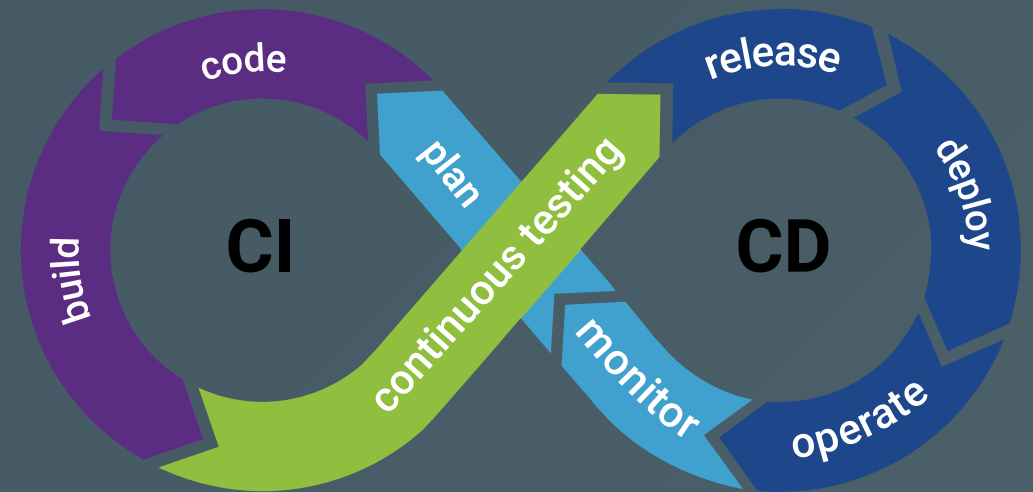 code
release
plan
continuous testing
deploy
CI
CD
build
monitor
operate